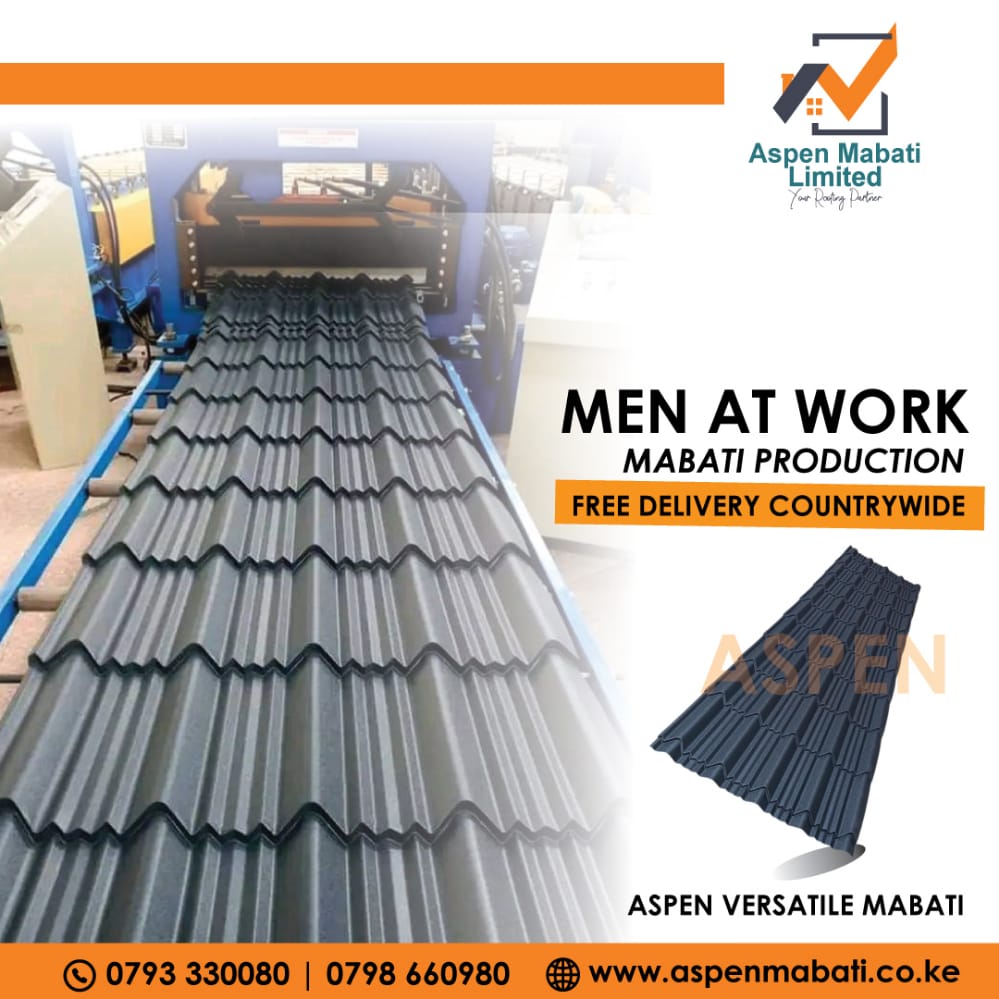 Aspen Mabati
Limited
Your Roofing Partner
MEN AT WORK
MABATI PRODUCTION
FREE DELIVERY COUNTRYWIDE
ASPEN
ASPEN VERSATILE MABATI
0793 330080 | 0798 660980
www.aspenmabati.co.ke